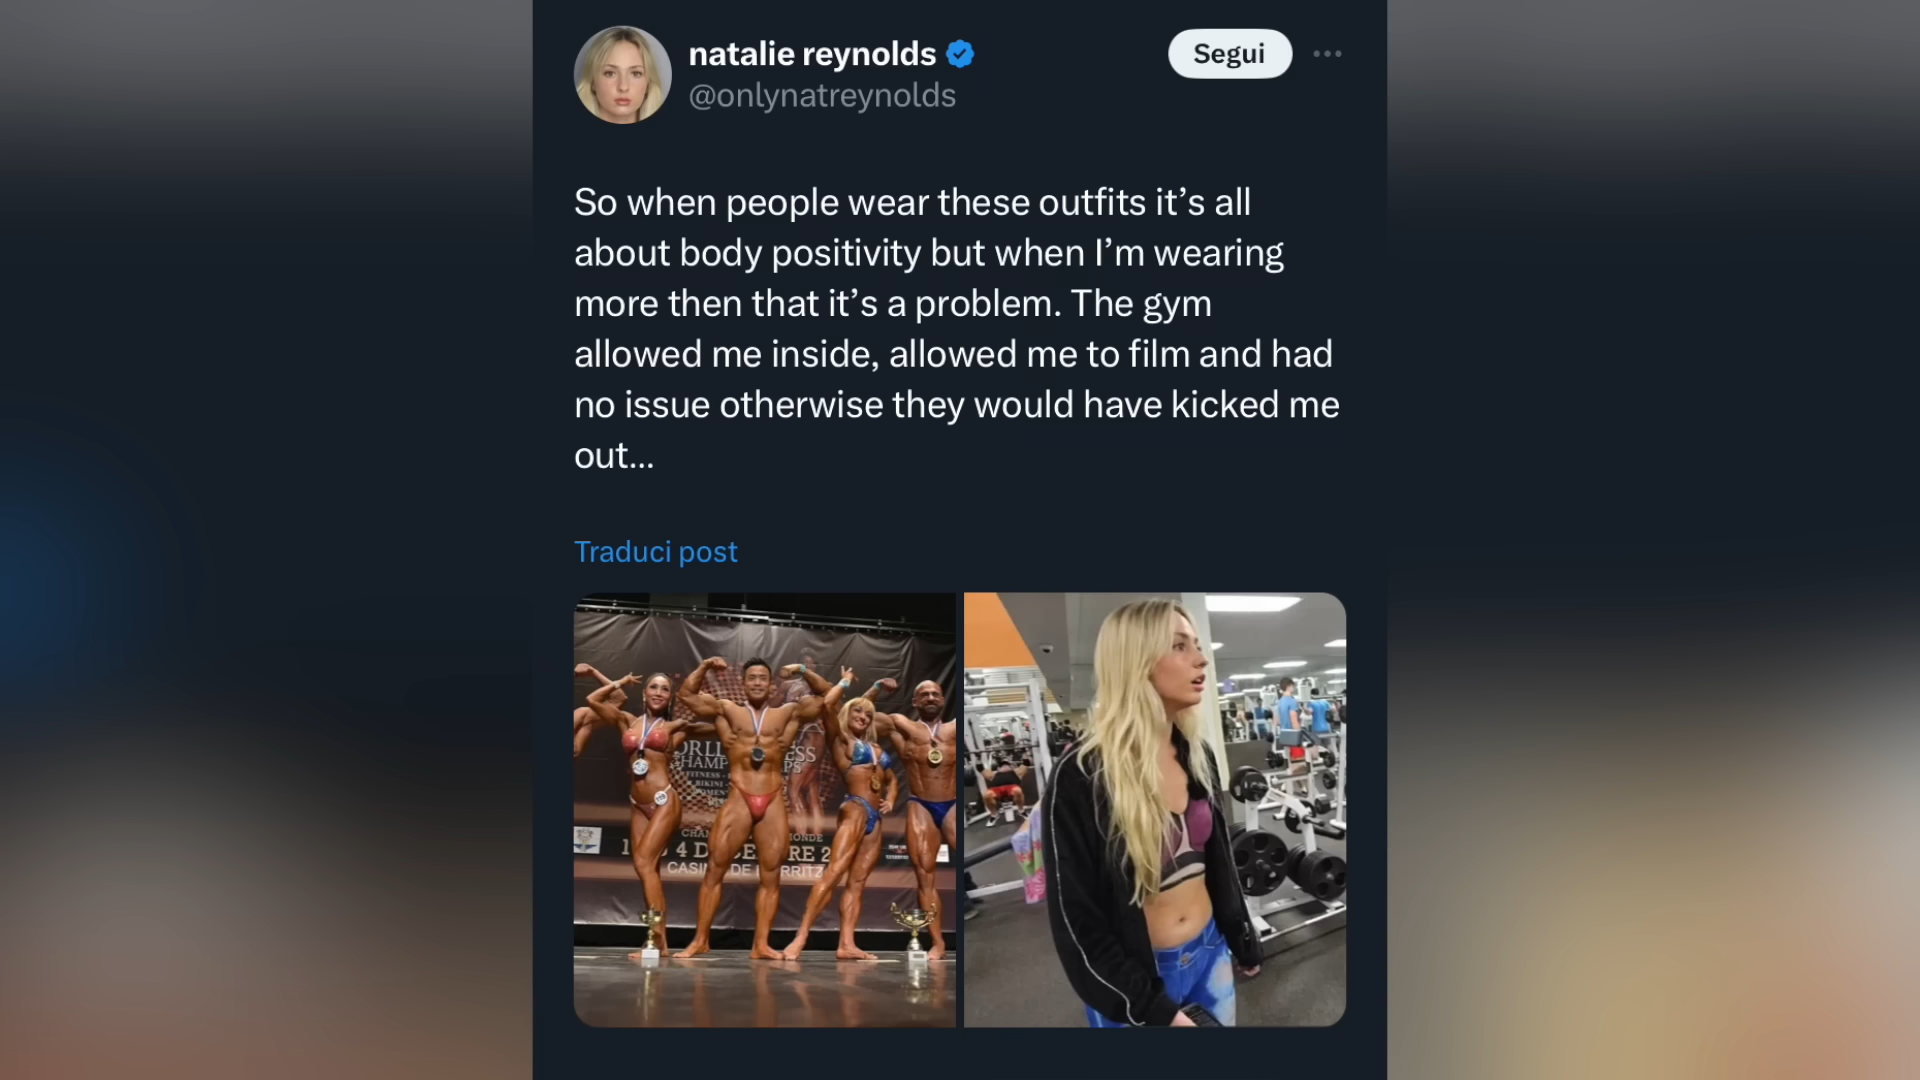 natalie reynolds
Segui
@onlynatreynolds
So when people wear these outfits it’s all
about body positivity but when I’m wearing
more then that it’s a problem. The gym
allowed me inside, allowed me to film and had
no issue otherwise they would have kicked me
out...
Traduci post
CASINO DE